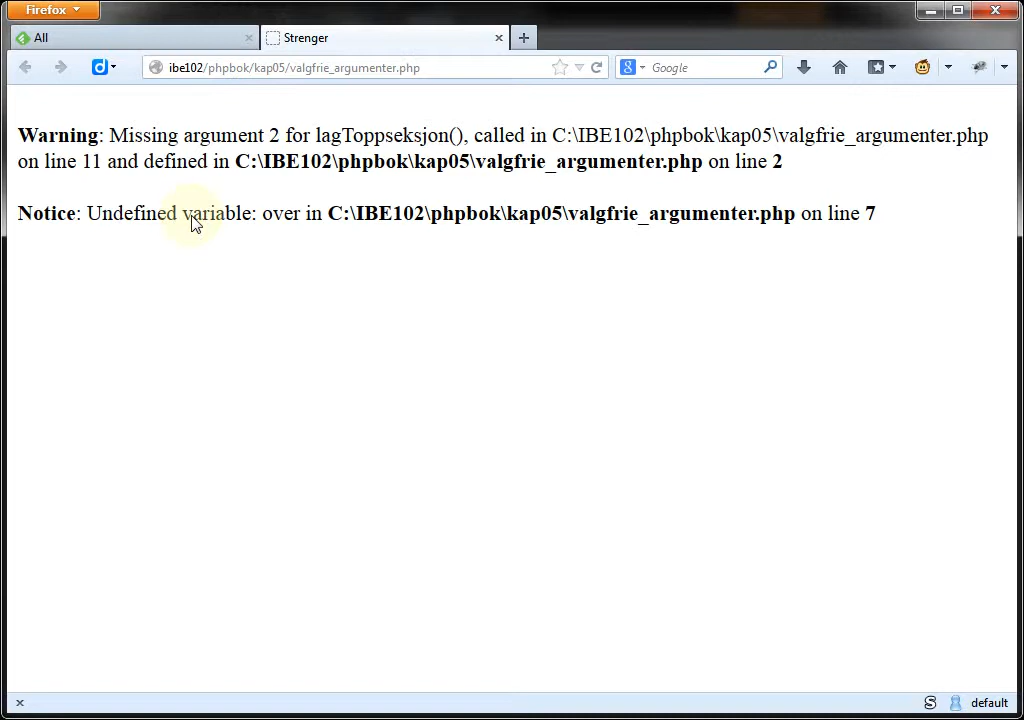 Firefox
All
Strenger
ibe102/phpbok/kap05/valgfrie_argumenter.php
Google
Warning: Missing argument 2 for lagToppseksjon(), called in C:\IBE102\phpbok\kap05\valgfrie_argumenter.php
on line 11 and defined in C:\IBE102\phpbok\kap05\valgfrie_argumenter.php on line 2
Notice: Undefined variable: over in C:\IBE102\phpbok\kap05\valgfrie_argumenter.php on line 7
default